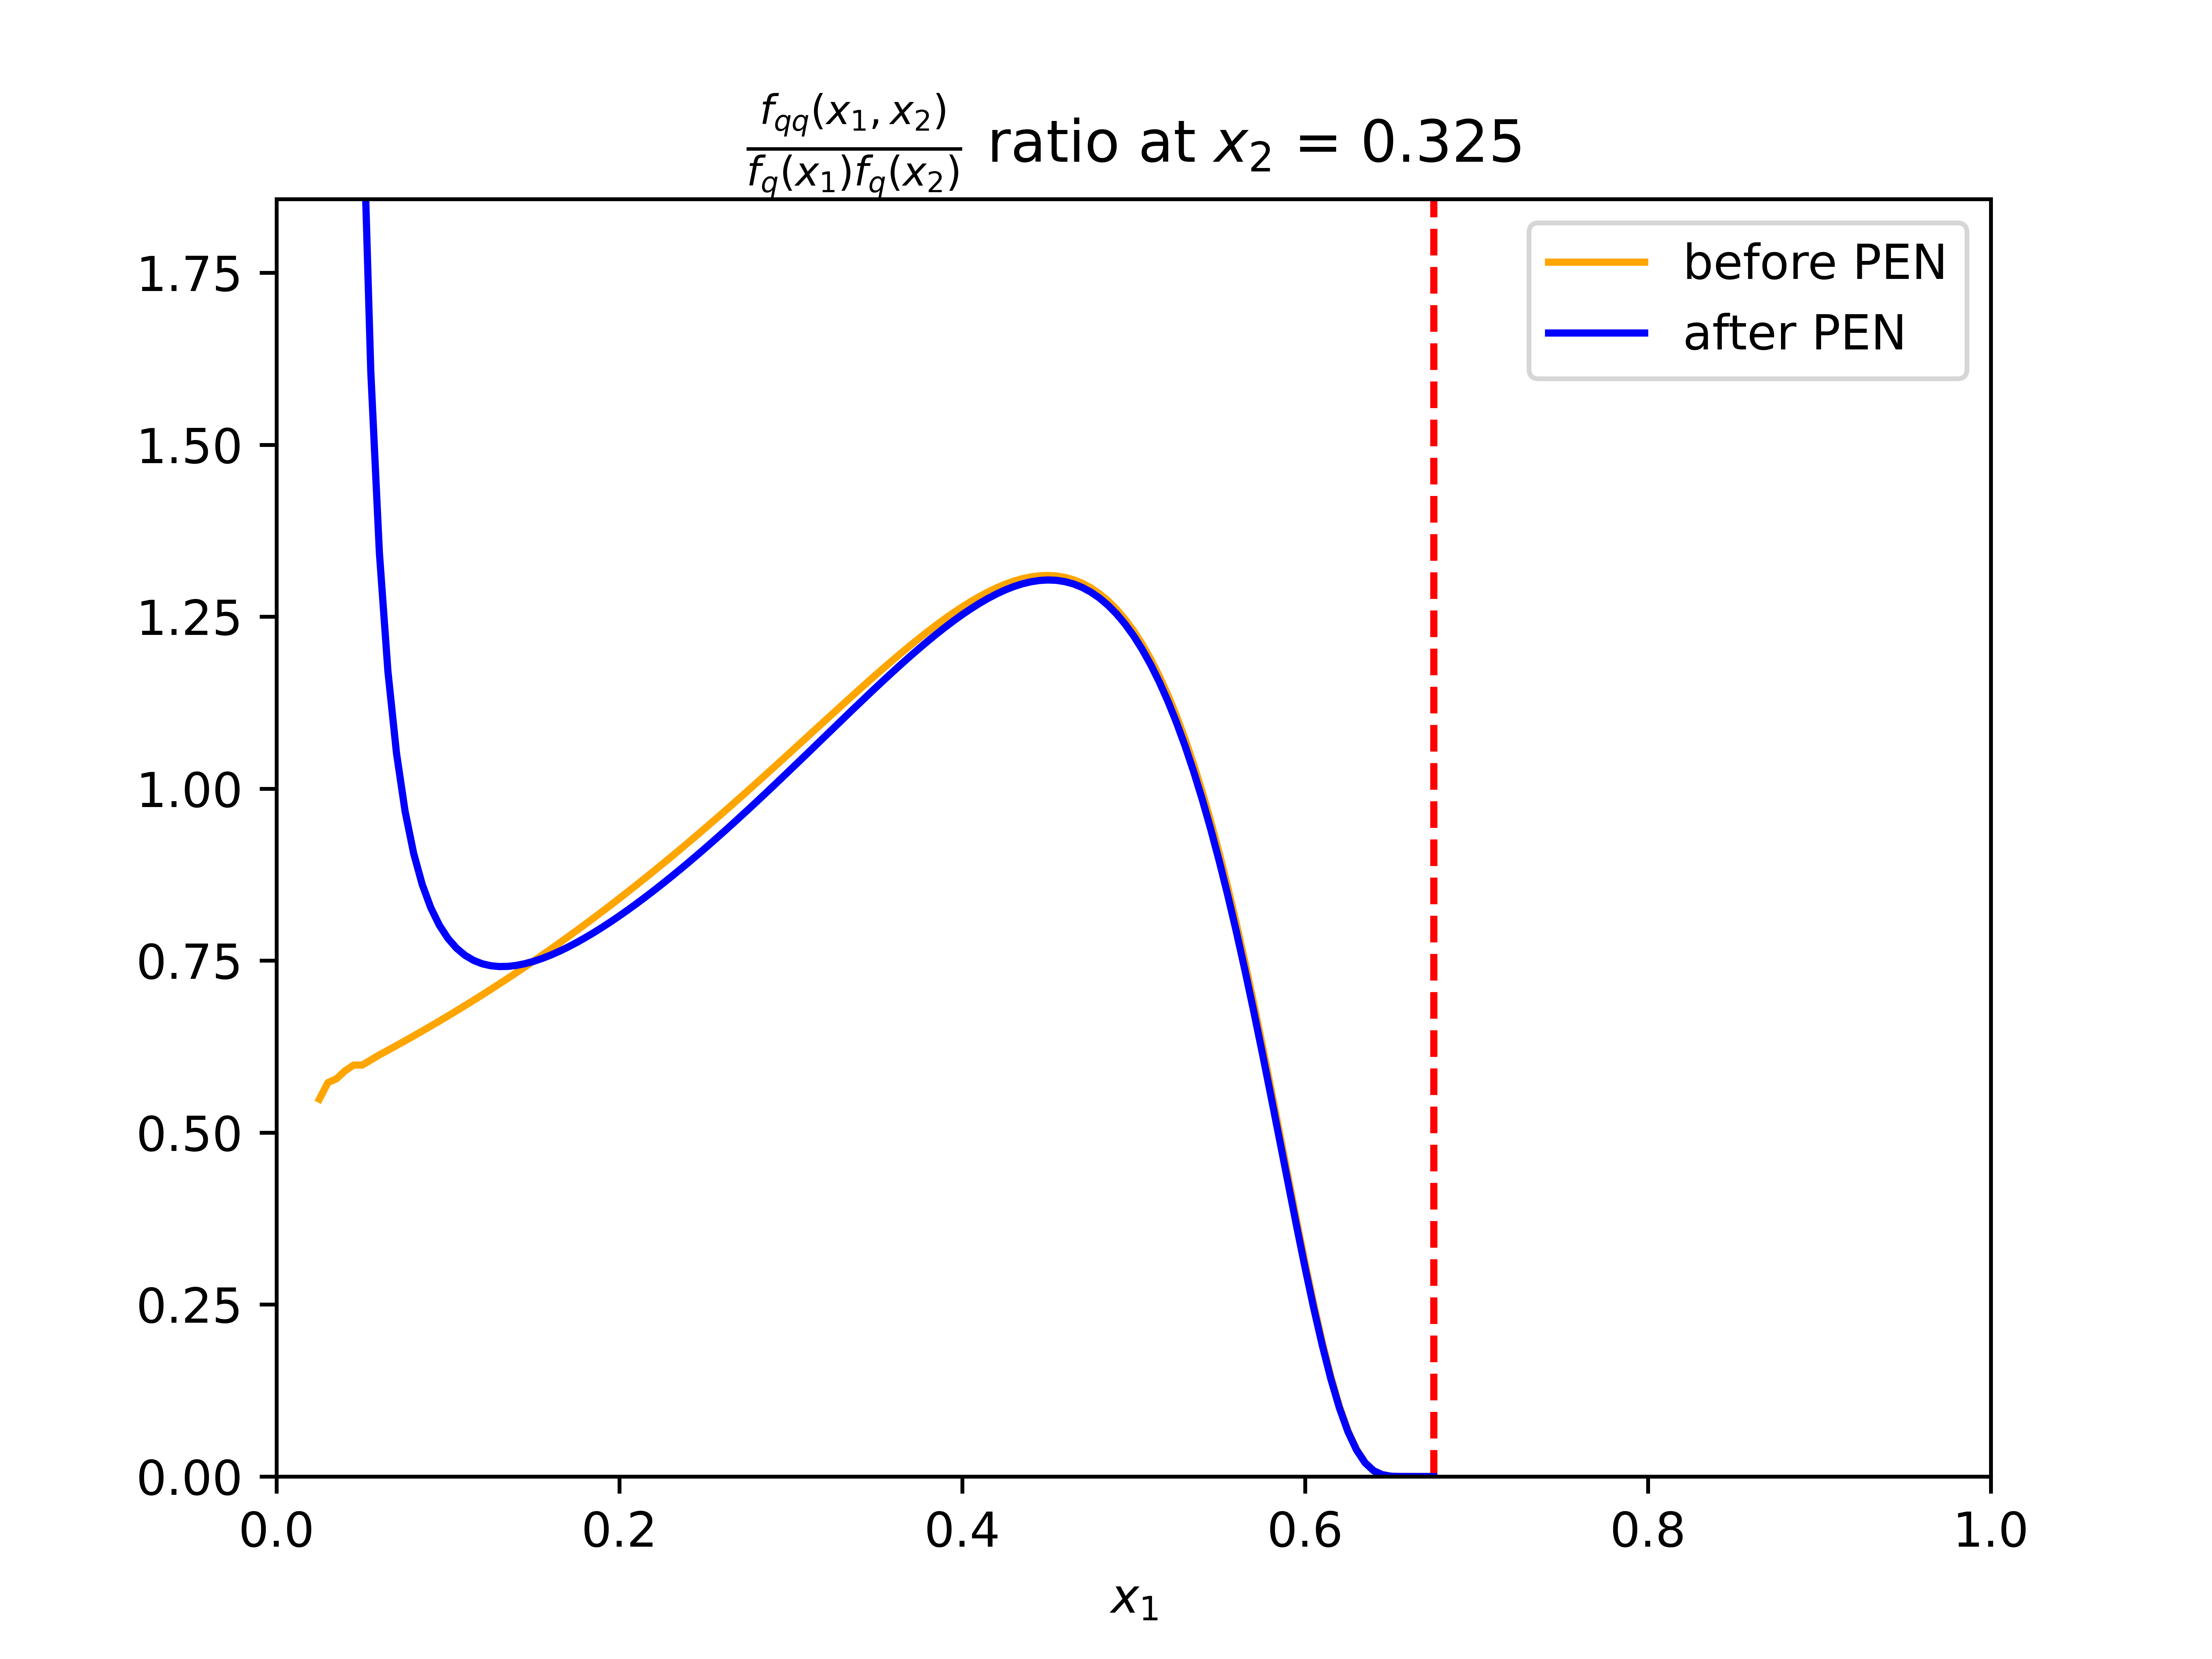 f_qq(x_1, x_2)
f_q(x_1)f_q(x_2) ratio at x_2 = 0.325
before PEN
after PEN
1.75
1.50
1.25
1.00
0.75
0.50
0.25
0.00
0.0 0.2 0.4 0.6 0.8 1.0
x_1